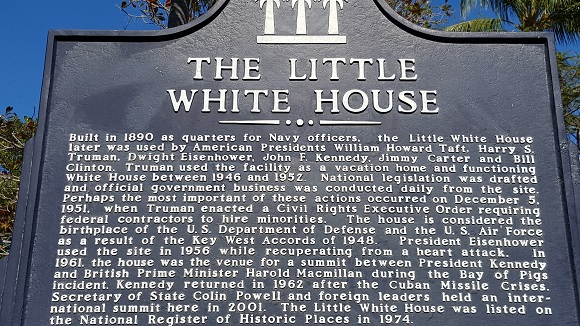 THE LITTLE
WHITE HOUSE
Built in 1890 as quarters for Navy officers, the Little White House
later was used by American Presidents William Howard Taft, Harry S.
Truman, Dwight Eisenhower, John F. Kennedy, Jimmy Carter and Bill
Clinton. Truman used the facility as a vacation home and functioning
White House between 1946 and 1952. National legistation was drafted
and official government business was conducted daily from the site.
Perhaps the most important of these actions occurred on December 5,
1951, when Truman enacted a Civil Rights Executive Order requiring
federal contractors to hire minorities. The house is considered the
birthplace of the U.S. Department of Defense and the U.S. Air Force
as a result of the Key West Accords of 1948. President Eisenhower
used the site in 1956 while recuperating from a heart attack. In
1961, the house was the venue for a summit between President Kennedy
and British Prime Minister Harold Macmillan during the Bay of Pigs
incident. Kennedy returned in 1962 after the Cuban Missile Crises.
Secretary of State Colin Powell and foreign leaders held an inter-
national summit here in 2001. The Little White House was listed on
the National Register of Historic Places in 1974.